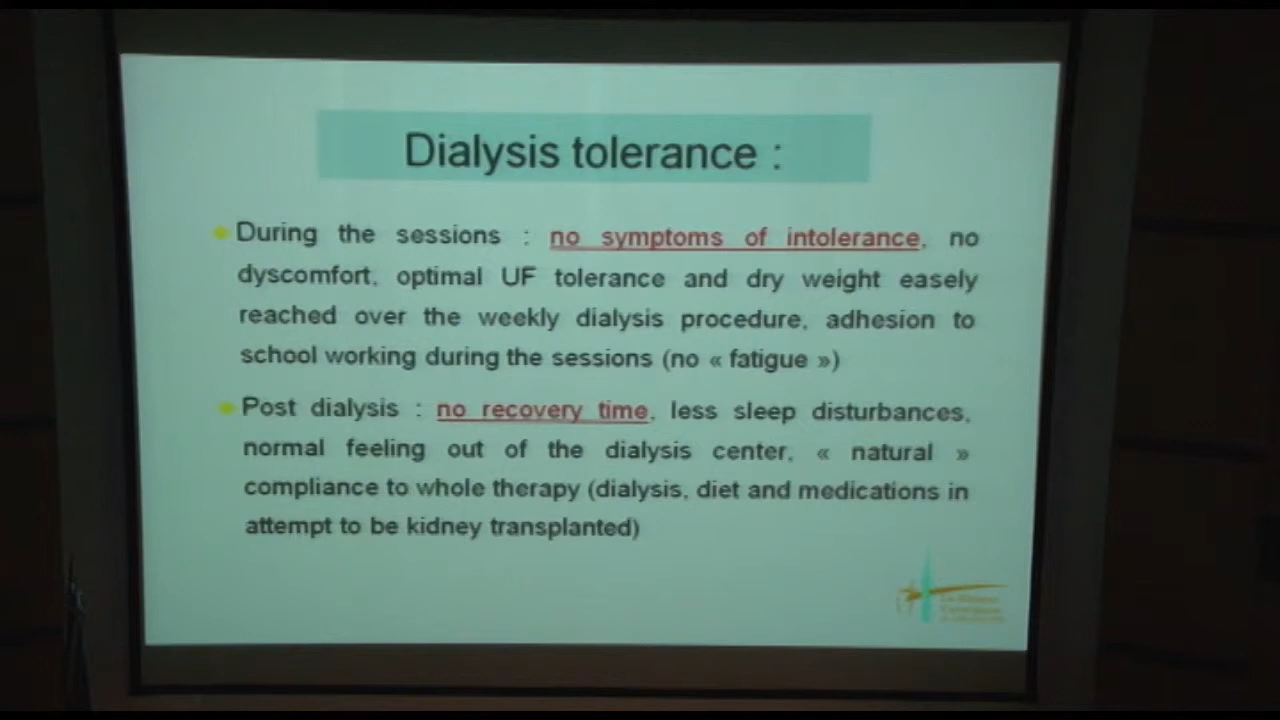 Dialysis tolerance :
During the sessions : no symptoms of intolerance, no
dyscomfort, optimal UF tolerance and dry weight easely
reached over the weekly dialysis procedure, adhesion to
school working during the sessions (no « fatigue »)
Post dialysis : no recovery time, less sleep disturbances,
normal feeling out of the dialysis center, « natural »
compliance to whole therapy (dialysis, diet and medications in
attempt to be kidney transplanted)